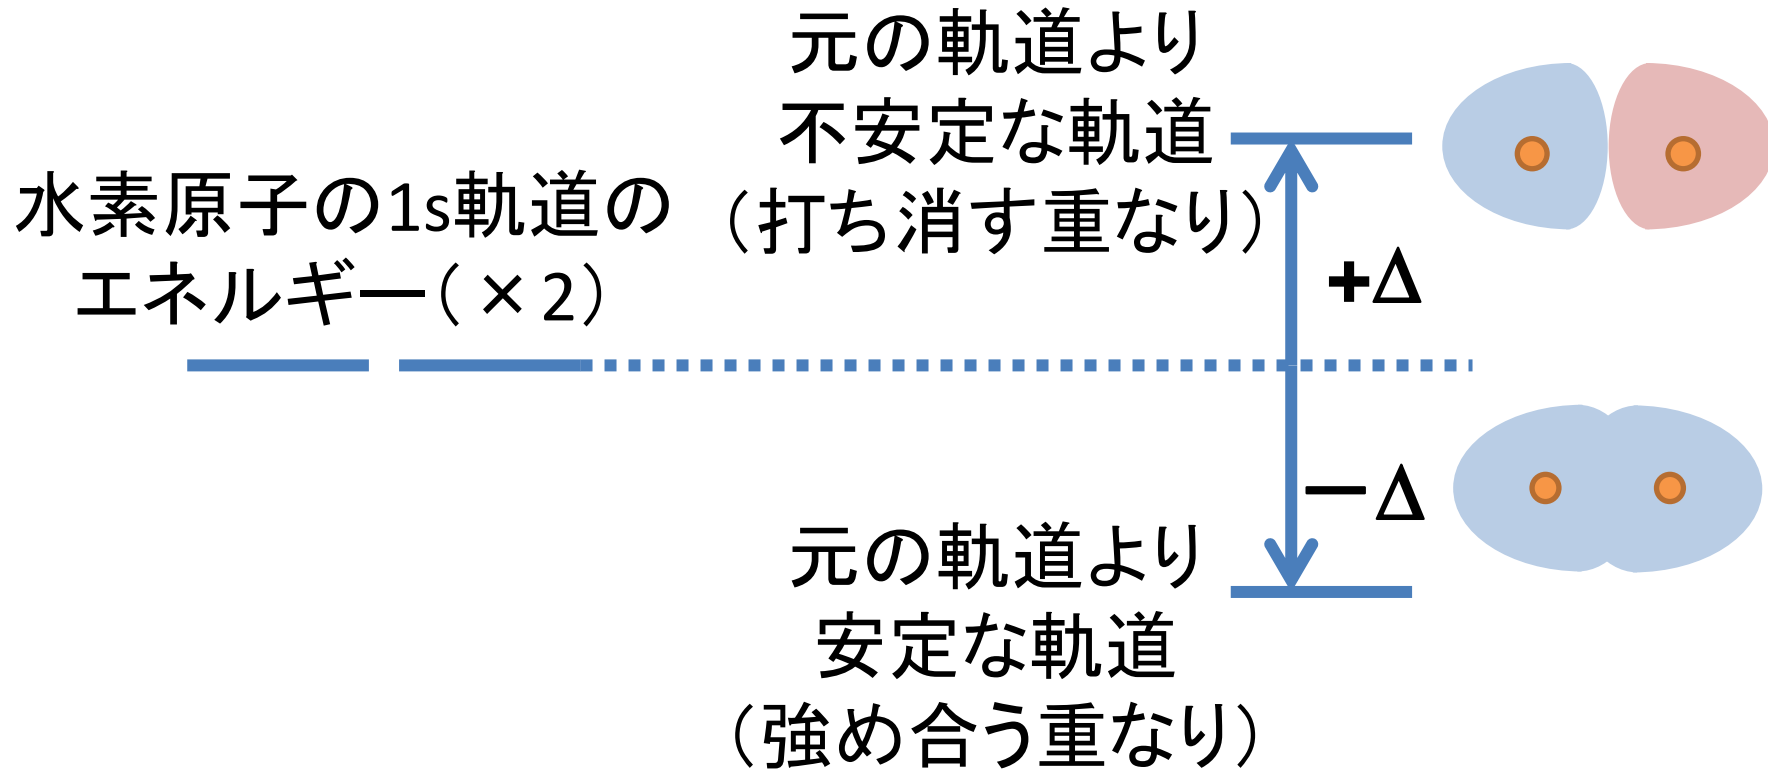 元の軌道より
不安定な軌道
（打ち消す重なり）
水素原子の1s軌道の
エネルギー（×2）
+Δ
−Δ
元の軌道より
安定な軌道
（強め合う重なり）